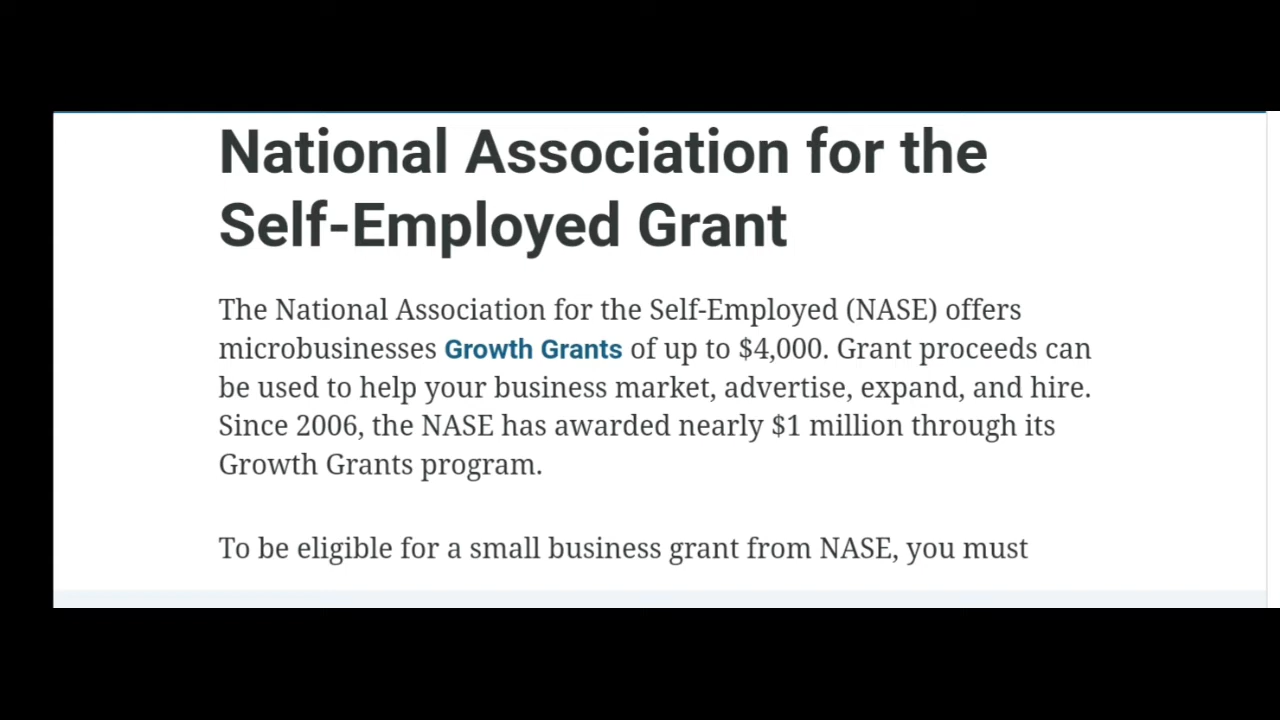 National Association for the
Self-Employed Grant
The National Association for the Self-Employed (NASE) offers
microbusinesses Growth Grants of up to $4,000. Grant proceeds can
be used to help your business market, advertise, expand, and hire.
Since 2006, the NASE has awarded nearly $1 million through its
Growth Grants program.
To be eligible for a small business grant from NASE, you must